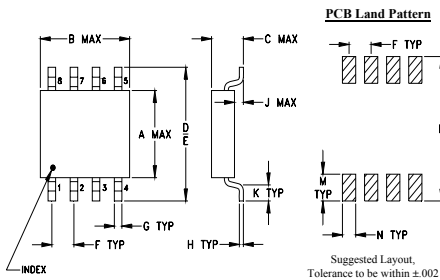 PCB Land Pattern
B MAX
C MAX
F TYP
8 7 6 5
J MAX
A MAX
D
E
K TYP
M
TYP
1 2 3 4
G TYP
F TYP
H TYP
N TYP
INDEX
Suggested Layout,
Tolerance to be within ±.002